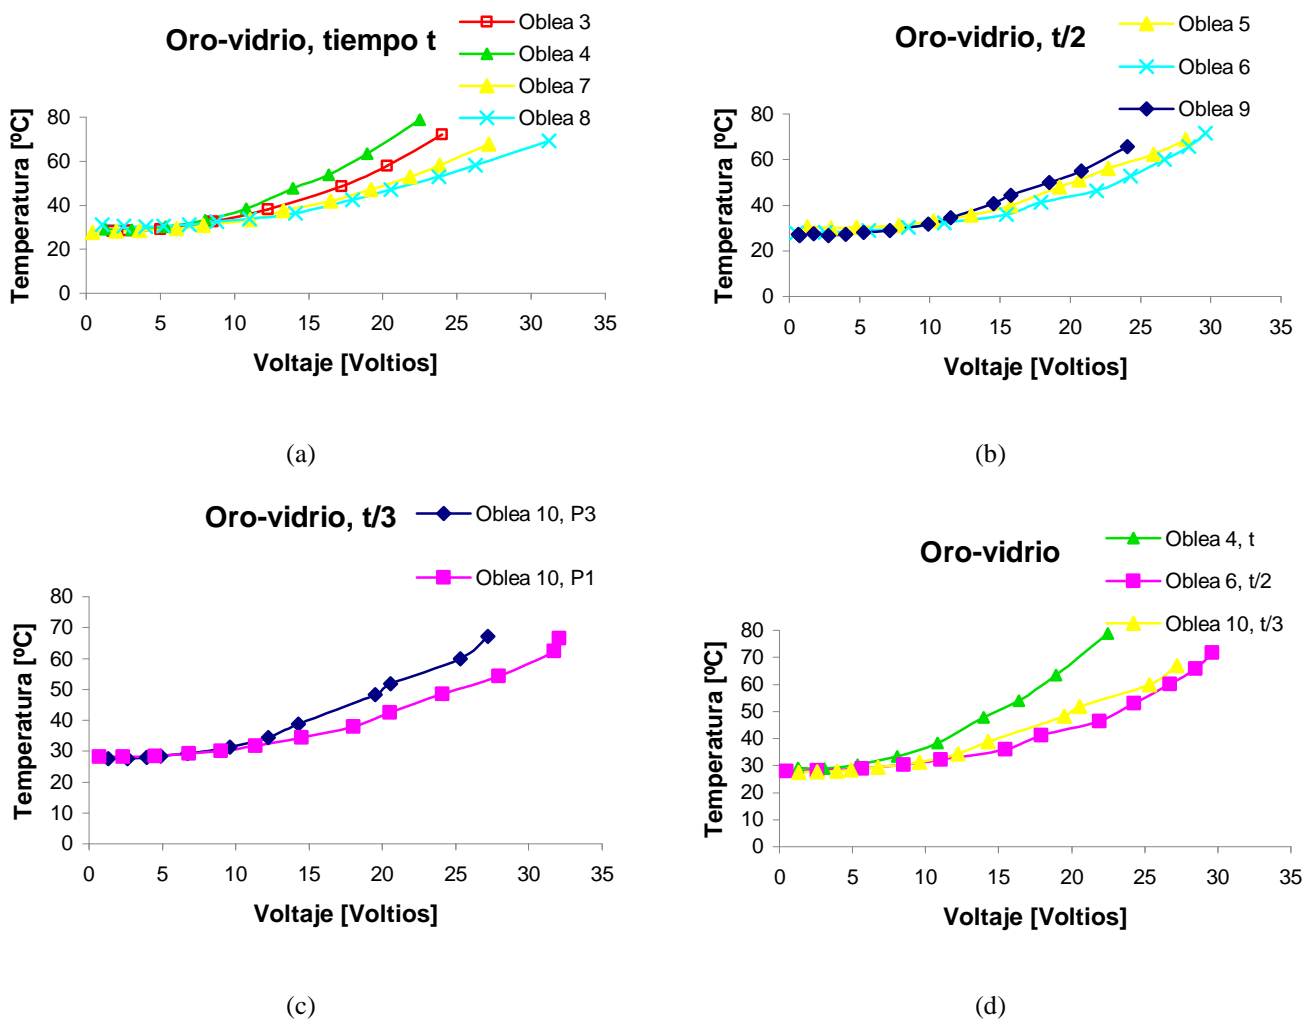 Oro-vidrio, tiempo t
Oblea 3
Oblea 4
Oblea 7
Oblea 8
Temperatura [ºC]
80
60
40
20
0
0 5 10 15 20 25 30 35
Voltaje [Voltios]
(a)
Oro-vidrio, t/2
Oblea 5
Oblea 6
Oblea 9
Temperatura [ºC]
80
60
40
20
0
0 5 10 15 20 25 30 35
Voltaje [Voltios]
(b)
Oro-vidrio, t/3
Oblea 10, P3
Oblea 10, P1
Temperatura [ºC]
80
70
60
50
40
30
20
10
0
0 5 10 15 20 25 30 35
Voltaje [Voltios]
(c)
Oro-vidrio
Oblea 4, t
Oblea 6, t/2
Oblea 10, t/3
Temperatura [ºC]
80
70
60
50
40
30
20
10
0
0 5 10 15 20 25 30 35
Voltaje [Voltios]
(d)